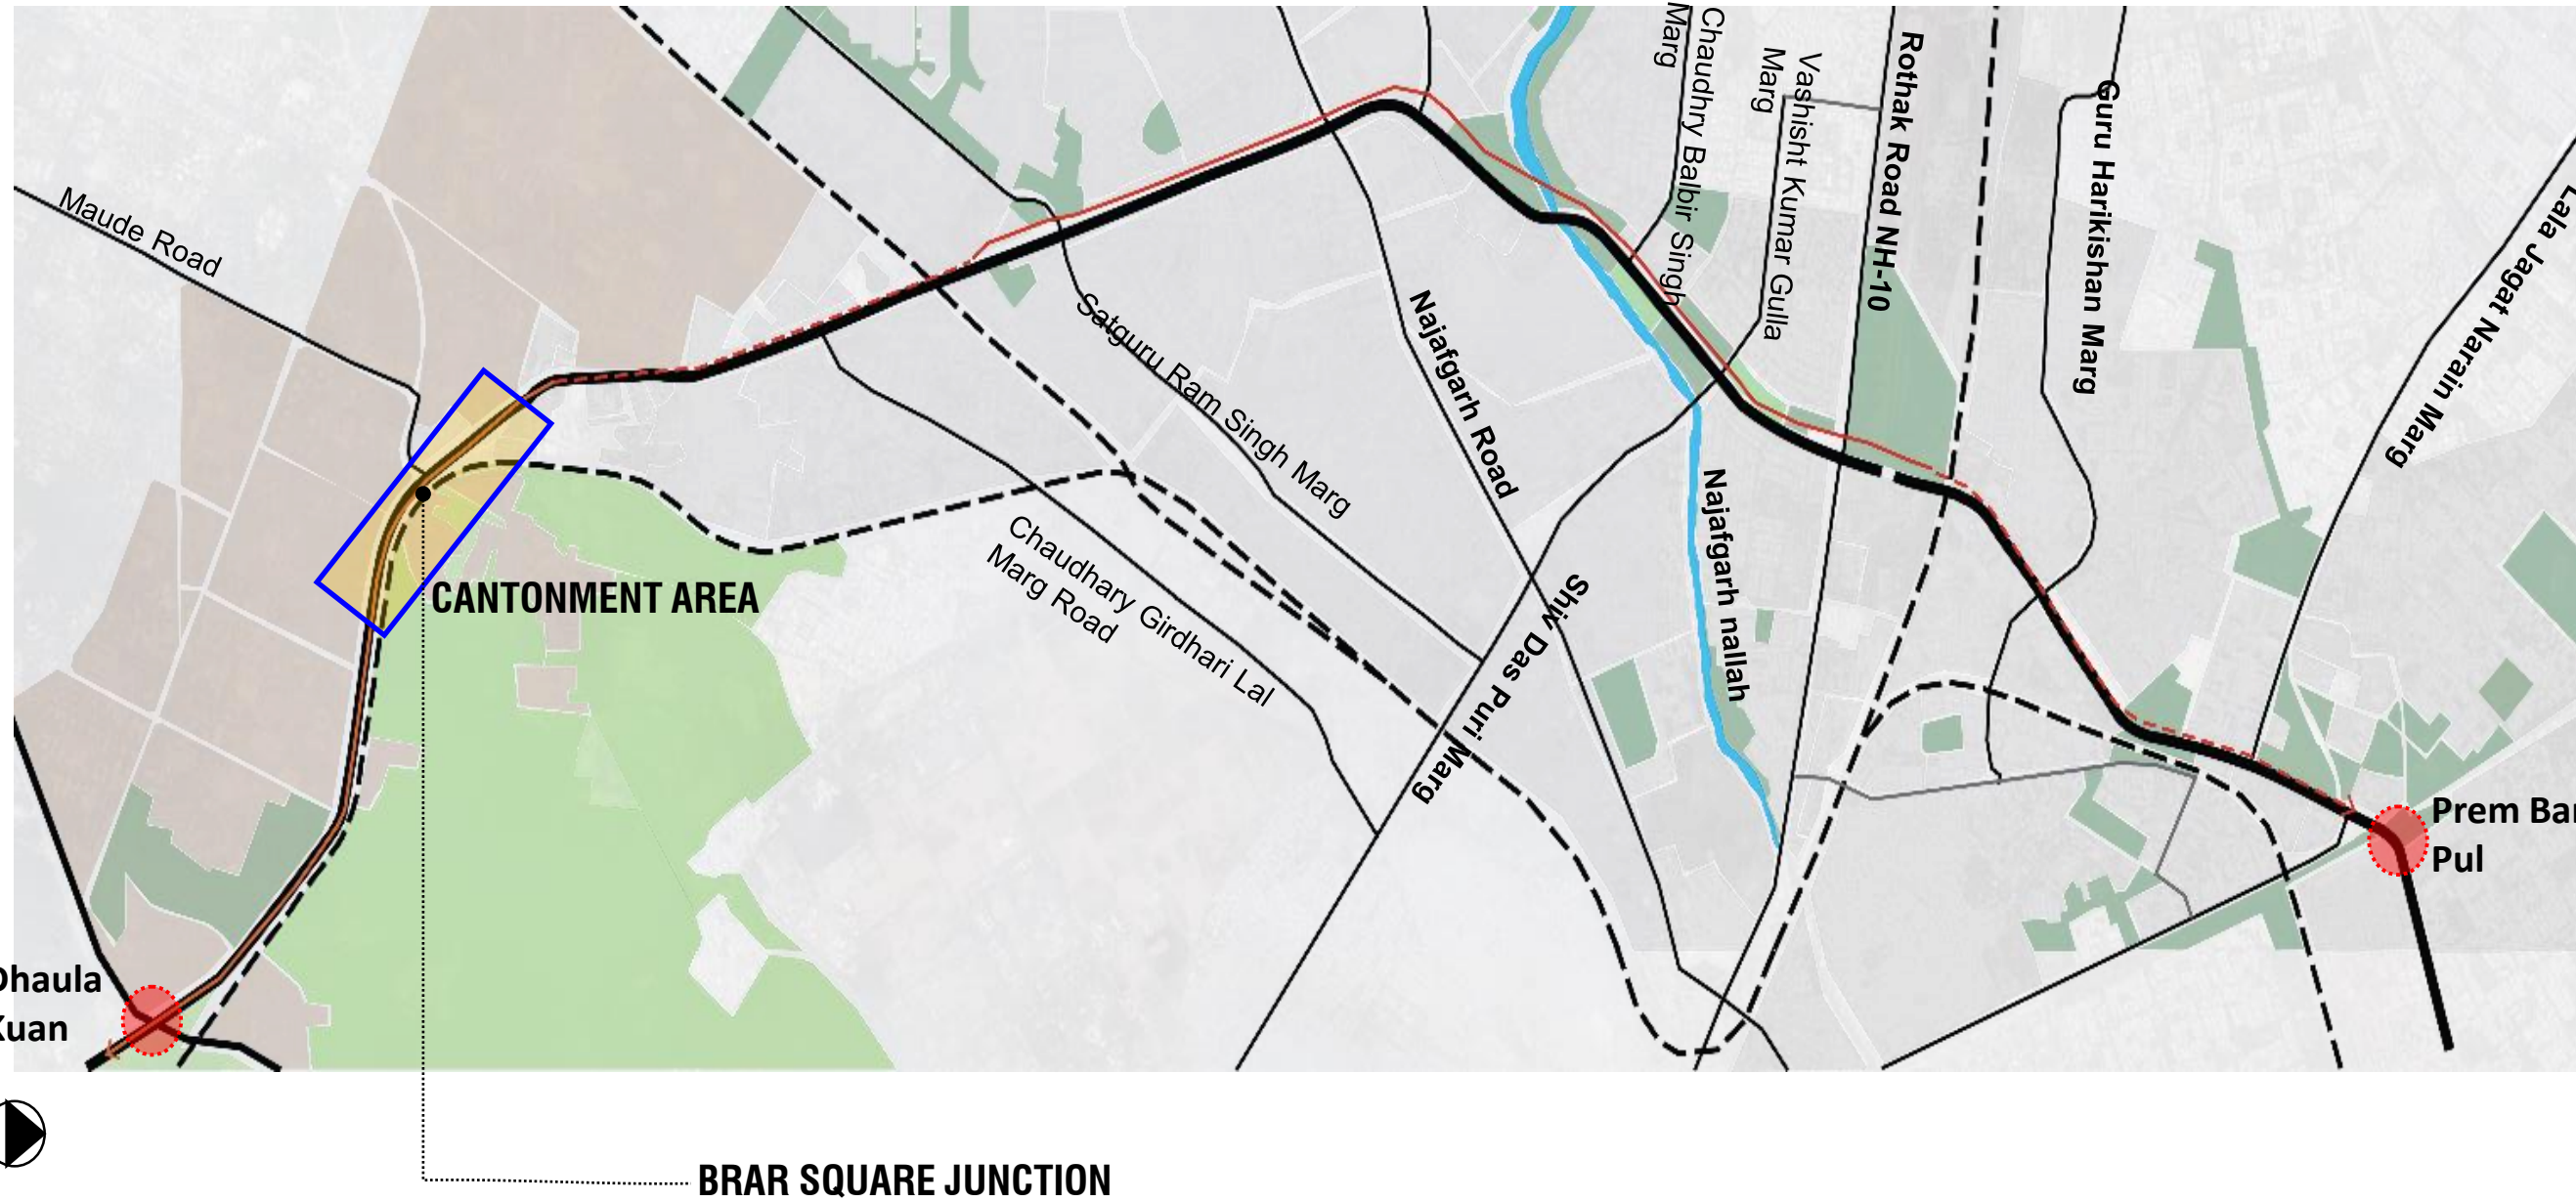 Maude Road
Chaudhry Balbir Singh
Marg
Vashisht Kumar Gulla
Marg
Rothak Road NH-10
Guru Harikishan Marg
Lala Jagat Narain Marg
Satguru Ram Singh Marg
Najafgarh Road
Najafgarh nallah
Chaudhary Girdhari Lal
Marg Road
Shiv Das Puri Marg
CANTONMENT AREA
Prem Bar
Pul
Dhaula
Kuan
BRAR SQUARE JUNCTION